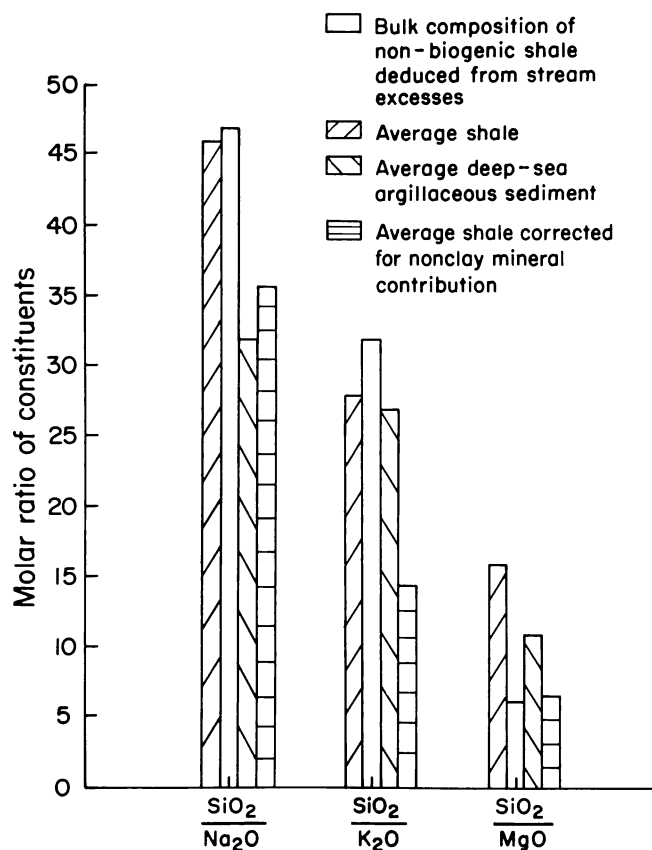 Bulk composition of
non-biogenic shale
deduced from stream
excesses
Average shale
Average deep-sea
argillaceous sediment
Average shale corrected
for nonclay mineral
contribution
Molar ratio of constituents
50
45
40
35
30
25
20
15
10
5
0
SiO₂
Na₂O
SiO₂
K₂O
SiO₂
MgO